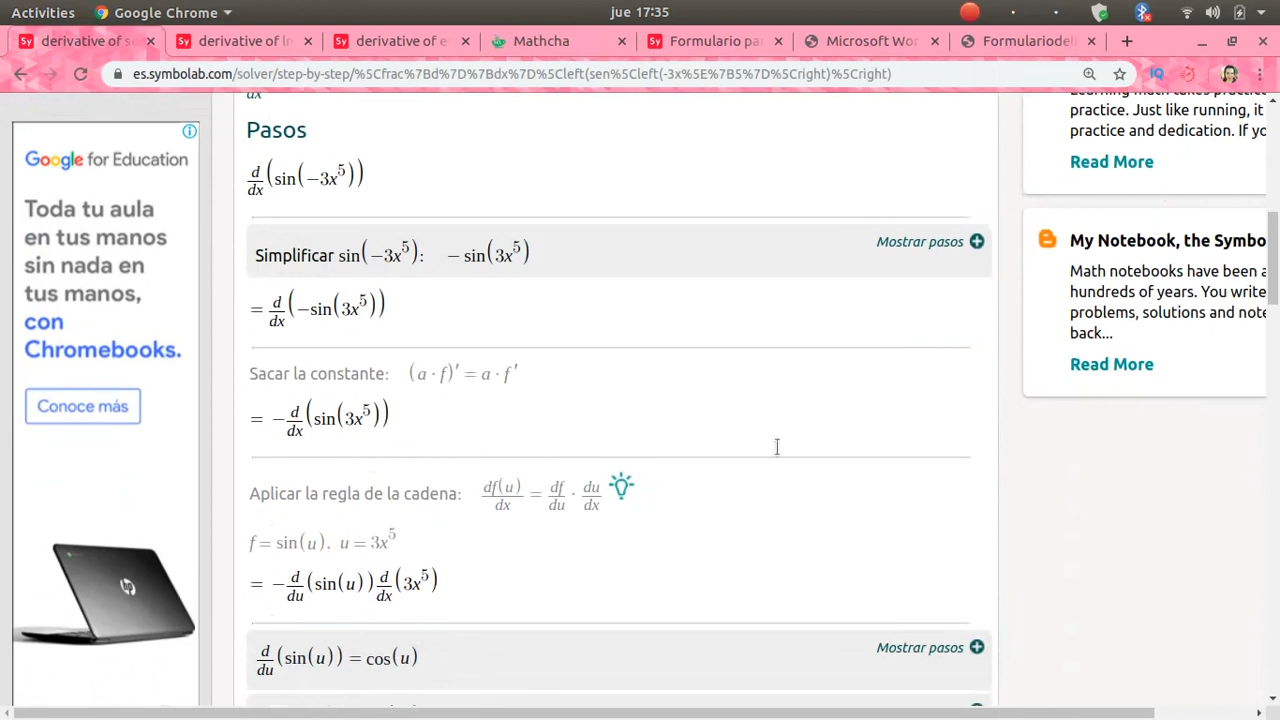 Activities Google Chrome jue 17:35
derivative of se × derivative of ln × derivative of e × Mathcha × Formulario pa × Microsoft Wor × Formulariodell × +
es.symbolab.com/solver/step-by-step/%5Cfrac%7Bd%7D%7Bdx%7D%5Cleft(sen%5Cleft(-3x%5E%7B5%7D%5Cright)%5Cright)
dx
Pasos
d/dx(sin(−3x^5))
Simplificar sin(−3x^5): −sin(3x^5) Mostrar pasos
= d/dx(−sin(3x^5))
Sacar la constante: (a · f)′ = a · f′
= −d/dx(sin(3x^5))
Aplicar la regla de la cadena: df(u)/dx = df/du · du/dx
f = sin(u), u = 3x^5
= −d/du(sin(u)) d/dx(3x^5)
d/du(sin(u)) = cos(u) Mostrar pasos
Google for Education
Toda tu aula
en tus manos
sin nada en
tus manos,
con
Chromebooks.
Conoce más
hp
practice. Just like running, it
practice and dedication. If yo
Read More
My Notebook, the Symbo
Math notebooks have been a
hundreds of years. You write
problems, solutions and note
back...
Read More